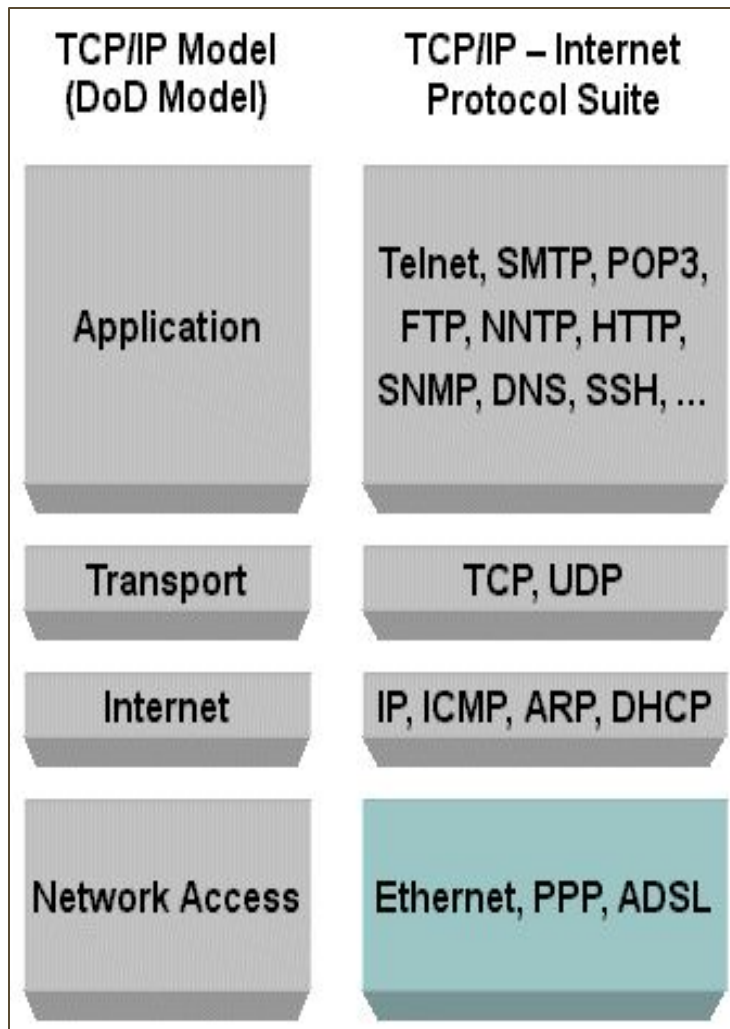 TCP/IP Model
(DoD Model)
TCP/IP – Internet
Protocol Suite
Application
Telnet, SMTP, POP3,
FTP, NNTP, HTTP,
SNMP, DNS, SSH, ...
Transport
TCP, UDP
Internet
IP, ICMP, ARP, DHCP
Network Access
Ethernet, PPP, ADSL